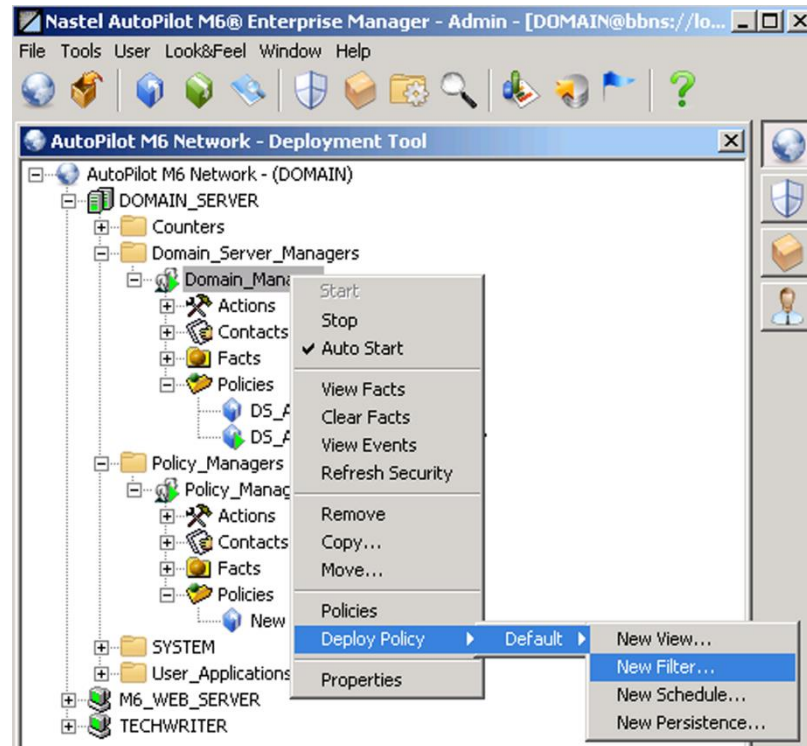 Nastel AutoPilot M6® Enterprise Manager - Admin - [DOMAIN@bbns://lo...
File Tools User Look&Feel Window Help
AutoPilot M6 Network - Deployment Tool
AutoPilot M6 Network - (DOMAIN)
DOMAIN_SERVER
Counters
Domain_Server_Managers
Domain_Mana
Actions
Contacts
Facts
Policies
DS_A
DS_A
Policy_Managers
Policy_Manag
Actions
Contacts
Facts
Policies
New
SYSTEM
User_Applications
M6_WEB_SERVER
TECHWRITER
Start
Stop
Auto Start
View Facts
Clear Facts
View Events
Refresh Security
Remove
Copy...
Move...
Policies
Deploy Policy
Properties
Default
New View...
New Filter...
New Schedule...
New Persistence...